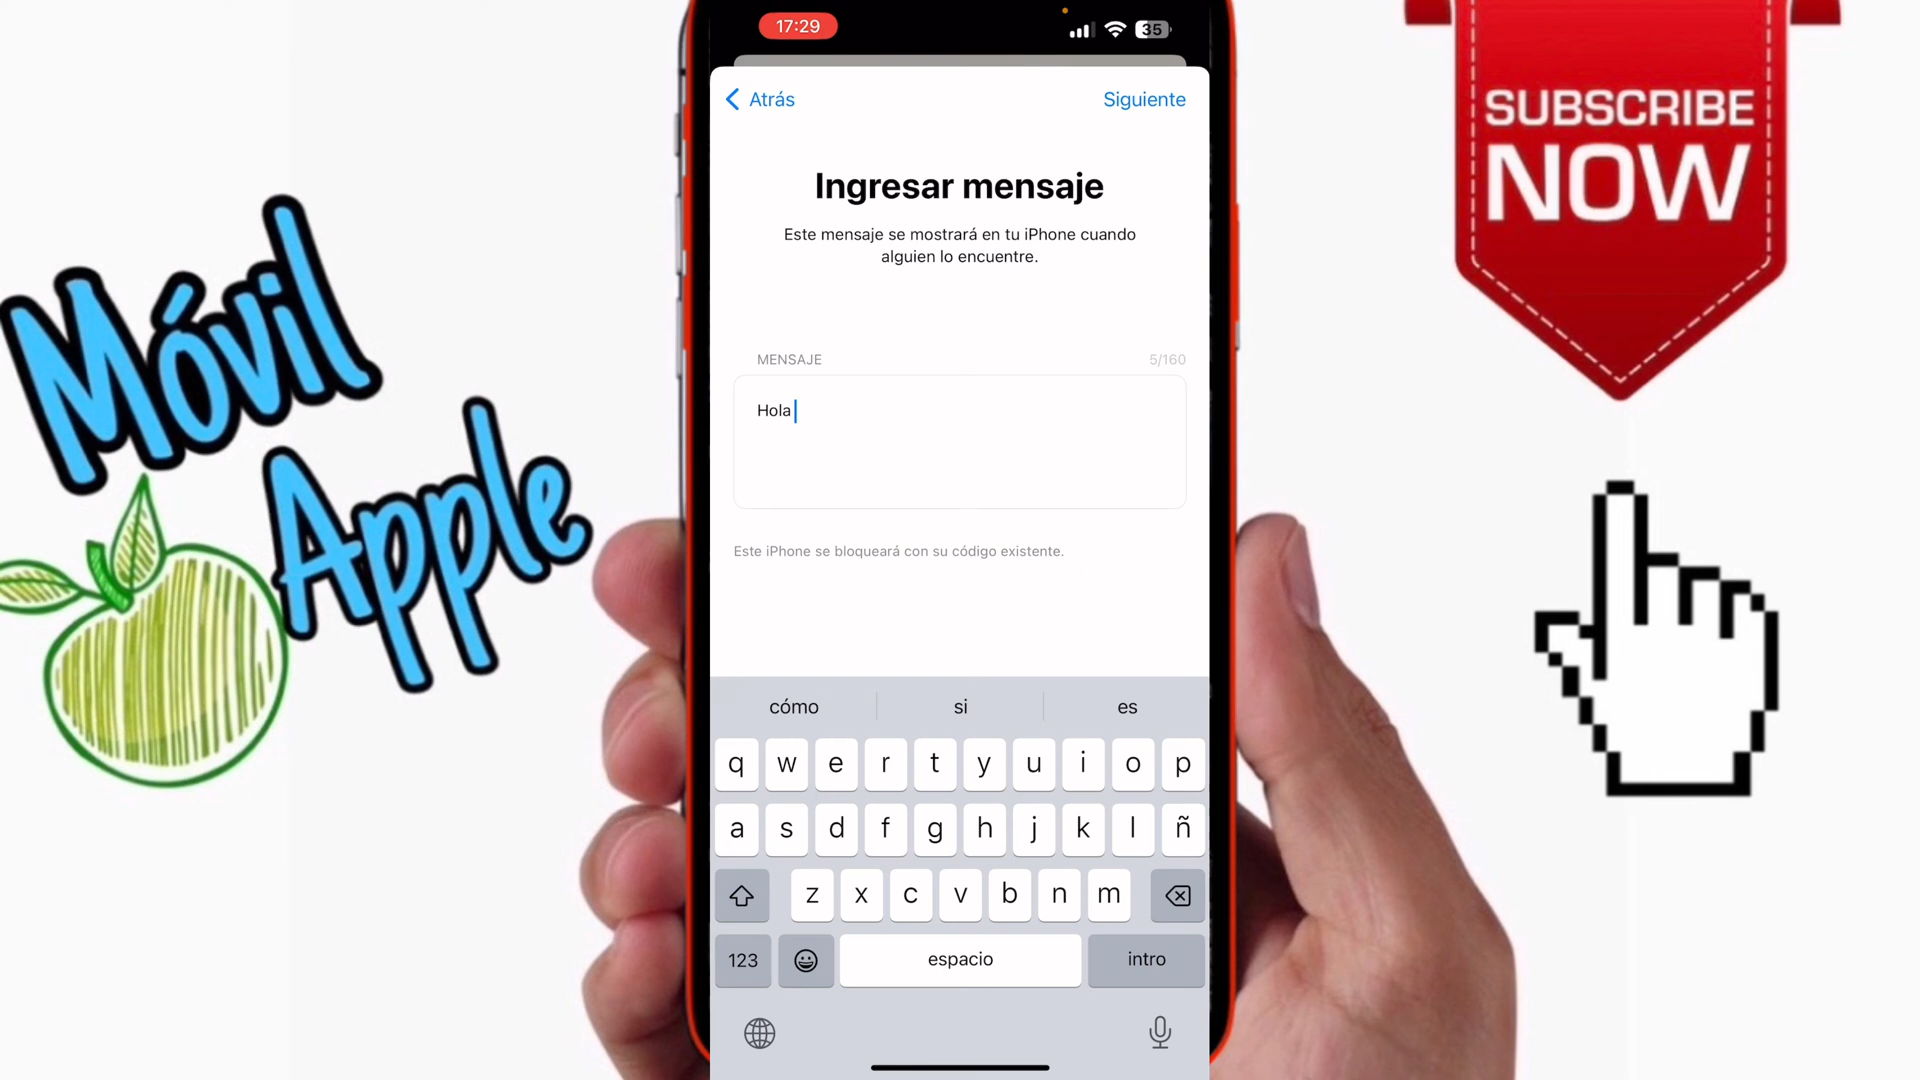 17:29
35
Atrás
Siguiente
Ingresar mensaje
Este mensaje se mostrará en tu iPhone cuando
alguien lo encuentre.
MENSAJE
5/160
Hola
Este iPhone se bloqueará con su código existente.
cómo si es
q w e r t y u i o p
a s d f g h j k l ñ
z x c v b n m
123 espacio intro
Móvil
Apple
SUBSCRIBE
NOW